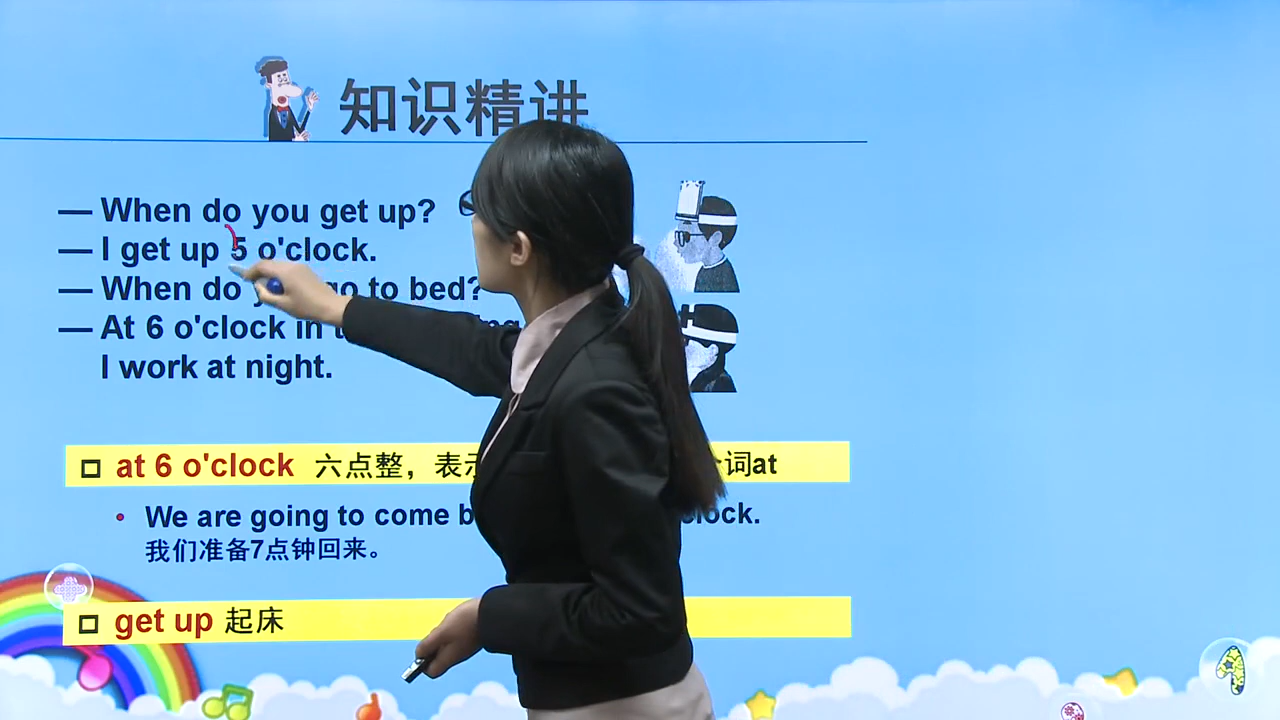 知识精讲
— When do you get up?
— I get up 5 o'clock.
— When do go to bed?
— At 6 o'clock in
I work at night.
at 6 o'clock 六点整，表 词at
We are going to come
我们准备7点钟回来。
get up 起床